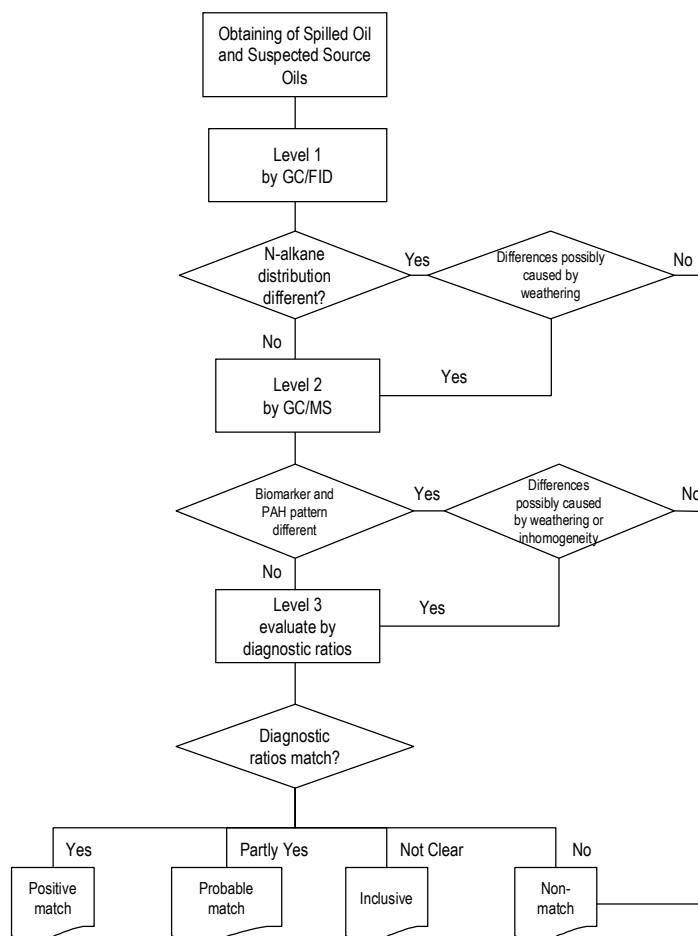 Obtaining of Spilled Oil
and Suspected Source
Oils
Level 1
by GC/FID
N-alkane
distribution
different?
Yes
Differences possibly
caused by
weathering
No
No
Yes
Level 2
by GC/MS
Biomarker and
PAH pattern
different
Yes
Differences
possibly caused
by weathering or
inhomogeneity
No
No
Yes
Level 3
evaluate by
diagnostic ratios
Diagnostic
ratios match?
Yes
Partly Yes
Not Clear
No
Positive
match
Probable
match
Inclusive
Non-
match